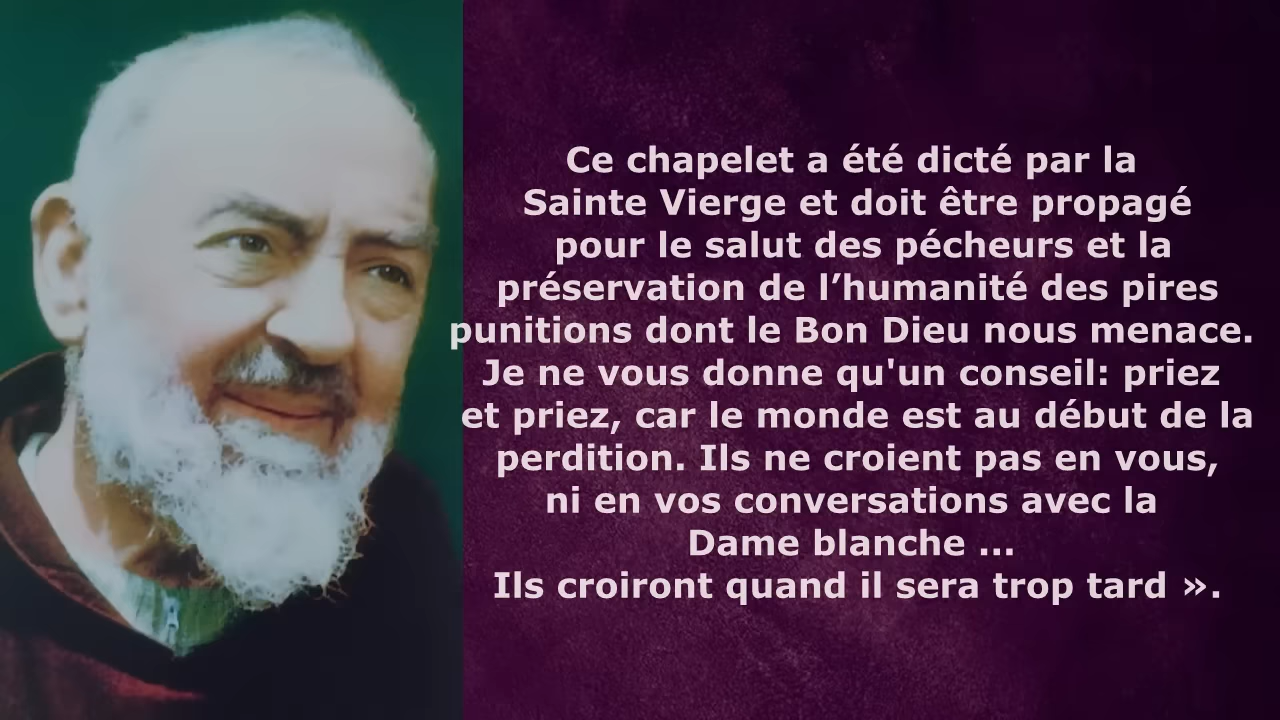 Ce chapelet a été dicté par la
Sainte Vierge et doit être propagé
pour le salut des pécheurs et la
préservation de l’humanité des pires
punitions dont le Bon Dieu nous menace.
Je ne vous donne qu'un conseil: priez
et priez, car le monde est au début de la
perdition. Ils ne croient pas en vous,
ni en vos conversations avec la
Dame blanche ...
Ils croiront quand il sera trop tard ».